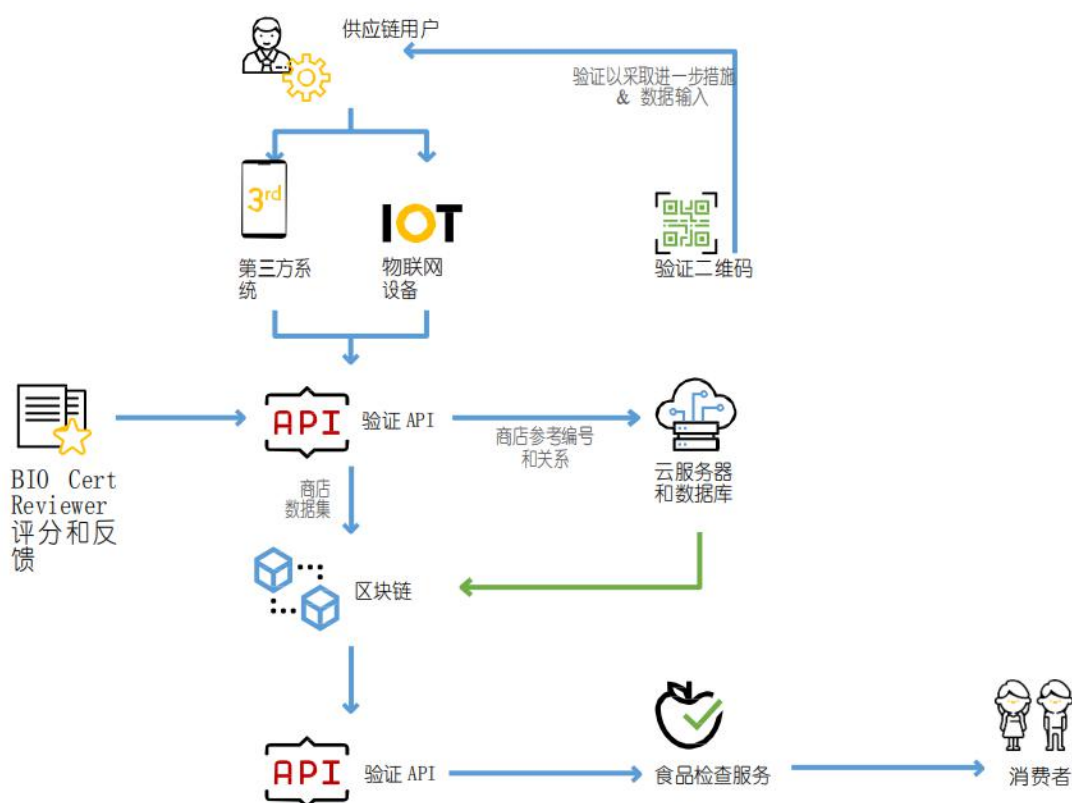 供应链用户
验证以采取进一步措施
& 数据输入
3rd
IOT
第三方系
统
物联网
设备
验证二维码
API
验证 API
商店参考编号
和关系
云服务器
和数据库
BIO Cert
Reviewer
评分和反
馈
商店
数据集
区块链
API
验证 API
食品检查服务
消费者